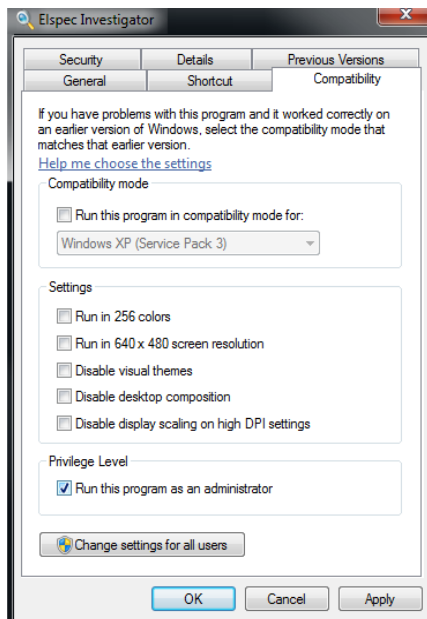 Elspec Investigator
Security Details Previous Versions
General Shortcut Compatibility
If you have problems with this program and it worked correctly on
an earlier version of Windows, select the compatibility mode that
matches that earlier version.
Help me choose the settings
Compatibility mode
Run this program in compatibility mode for:
Windows XP (Service Pack 3)
Settings
Run in 256 colors
Run in 640 x 480 screen resolution
Disable visual themes
Disable desktop composition
Disable display scaling on high DPI settings
Privilege Level
Run this program as an administrator
Change settings for all users
OK Cancel Apply